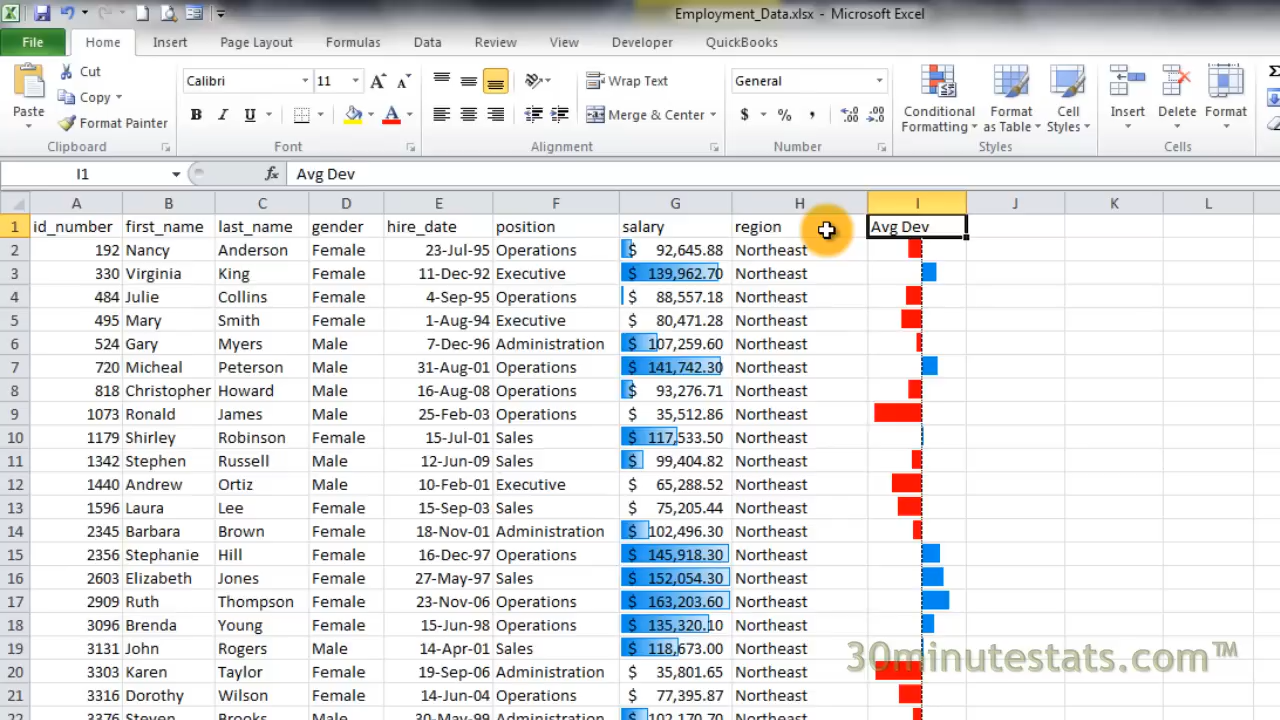 Employment_Data.xlsx - Microsoft Excel
File Home Insert Page Layout Formulas Data Review View Developer QuickBooks
Cut
Copy
Format Painter
Paste
Calibri 11 A A
B I U A
Wrap Text
Merge & Center
General
$ % ,
Conditional Formatting
Format as Table
Cell Styles
Insert Delete Format
Clipboard Font Alignment Number Styles Cells
I1 fx Avg Dev
A B C D E F G H I J K L
1 id_number first_name last_name gender hire_date position salary region Avg Dev
2 192 Nancy Anderson Female 23-Jul-95 Operations $ 92,645.88 Northeast
3 330 Virginia King Female 11-Dec-92 Executive $ 139,962.70 Northeast
4 484 Julie Collins Female 4-Sep-95 Operations $ 88,557.18 Northeast
5 495 Mary Smith Female 1-Aug-94 Executive $ 80,471.28 Northeast
6 524 Gary Myers Male 7-Dec-96 Administration $ 107,259.60 Northeast
7 720 Micheal Peterson Male 31-Aug-01 Operations $ 141,742.30 Northeast
8 818 Christopher Howard Male 16-Aug-08 Operations $ 93,276.71 Northeast
9 1073 Ronald James Male 25-Feb-03 Operations $ 35,512.86 Northeast
10 1179 Shirley Robinson Female 15-Jul-01 Sales $ 117,533.50 Northeast
11 1342 Stephen Russell Male 12-Jun-09 Sales $ 99,404.82 Northeast
12 1440 Andrew Ortiz Male 10-Feb-01 Executive $ 65,288.52 Northeast
13 1596 Laura Lee Female 15-Sep-03 Sales $ 75,205.44 Northeast
14 2345 Barbara Brown Female 18-Nov-01 Administration $ 102,496.30 Northeast
15 2356 Stephanie Hill Female 16-Dec-97 Operations $ 145,918.30 Northeast
16 2603 Elizabeth Jones Female 27-May-97 Sales $ 152,054.30 Northeast
17 2909 Ruth Thompson Female 23-Nov-06 Operations $ 163,203.60 Northeast
18 3096 Brenda Young Female 15-Jun-98 Operations $ 135,320.10 Northeast
19 3131 John Rogers Male 14-Apr-01 Sales $ 118,673.00 Northeast
20 3303 Karen Taylor Female 19-Sep-06 Administration $ 35,801.65 Northeast
21 3316 Dorothy Wilson Female 14-Jun-04 Operations $ 77,395.87 Northeast
22 3376 Steven Brooks Male 30-May-99 Administration $ 102,170.70 Northeast
30minutestats.com™